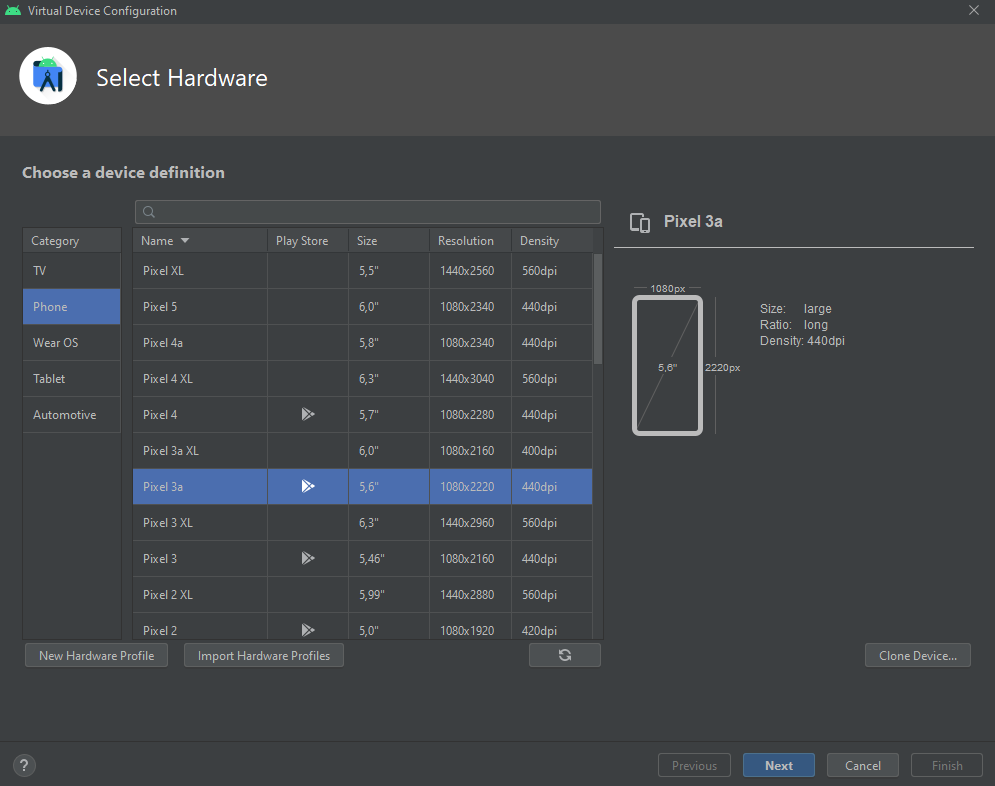 Virtual Device Configuration
Select Hardware
Choose a device definition
Category
TV
Phone
Wear OS
Tablet
Automotive
Name Play Store Size Resolution Density
Pixel XL 5,5" 1440x2560 560dpi
Pixel 5 6,0" 1080x2340 440dpi
Pixel 4a 5,8" 1080x2340 440dpi
Pixel 4 XL 6,3" 1440x3040 560dpi
Pixel 4 5,7" 1080x2280 440dpi
Pixel 3a XL 6,0" 1080x2160 400dpi
Pixel 3a 5,6" 1080x2220 440dpi
Pixel 3 XL 6,3" 1440x2960 560dpi
Pixel 3 5,46" 1080x2160 440dpi
Pixel 2 XL 5,99" 1440x2880 560dpi
Pixel 2 5,0" 1080x1920 420dpi
Pixel 3a
1080px
5,6"
2220px
Size: large
Ratio: long
Density: 440dpi
New Hardware Profile Import Hardware Profiles Clone Device...
? Previous Next Cancel Finish